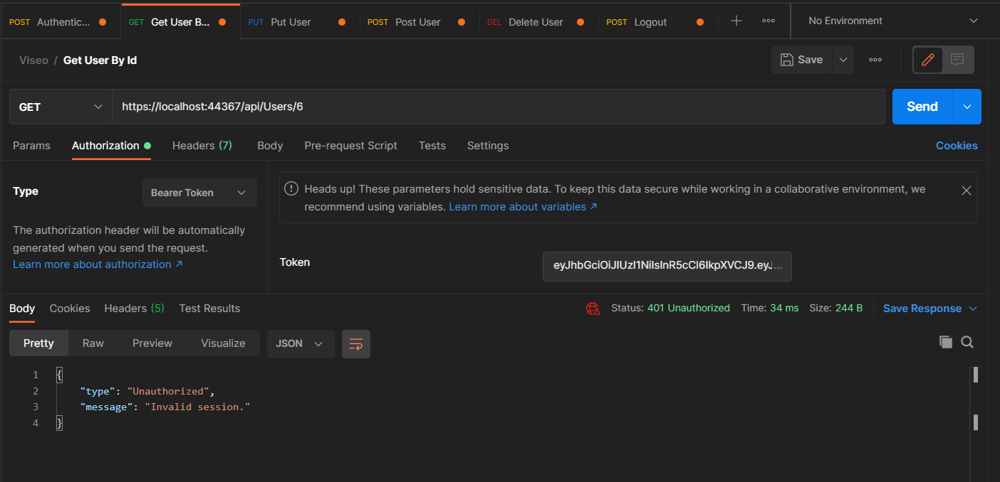 POST Authentic... GET Get User B... PUT Put User POST Post User DEL Delete User POST Logout No Environment
Viseo / Get User By Id Save
GET https://localhost:44367/api/Users/6 Send
Params Authorization Headers (7) Body Pre-request Script Tests Settings Cookies
Type Bearer Token
The authorization header will be automatically
generated when you send the request.
Learn more about authorization ↗
Heads up! These parameters hold sensitive data. To keep this data secure while working in a collaborative environment, we
recommend using variables. Learn more about variables ↗
Token eyJhbGciOiJIUzI1NiIsInR5cCI6IkpXVCJ9.eyJ...
Body Cookies Headers (5) Test Results Status: 401 Unauthorized Time: 34 ms Size: 244 B Save Response
Pretty Raw Preview Visualize JSON
1 {
2 "type": "Unauthorized",
3 "message": "Invalid session."
4 }